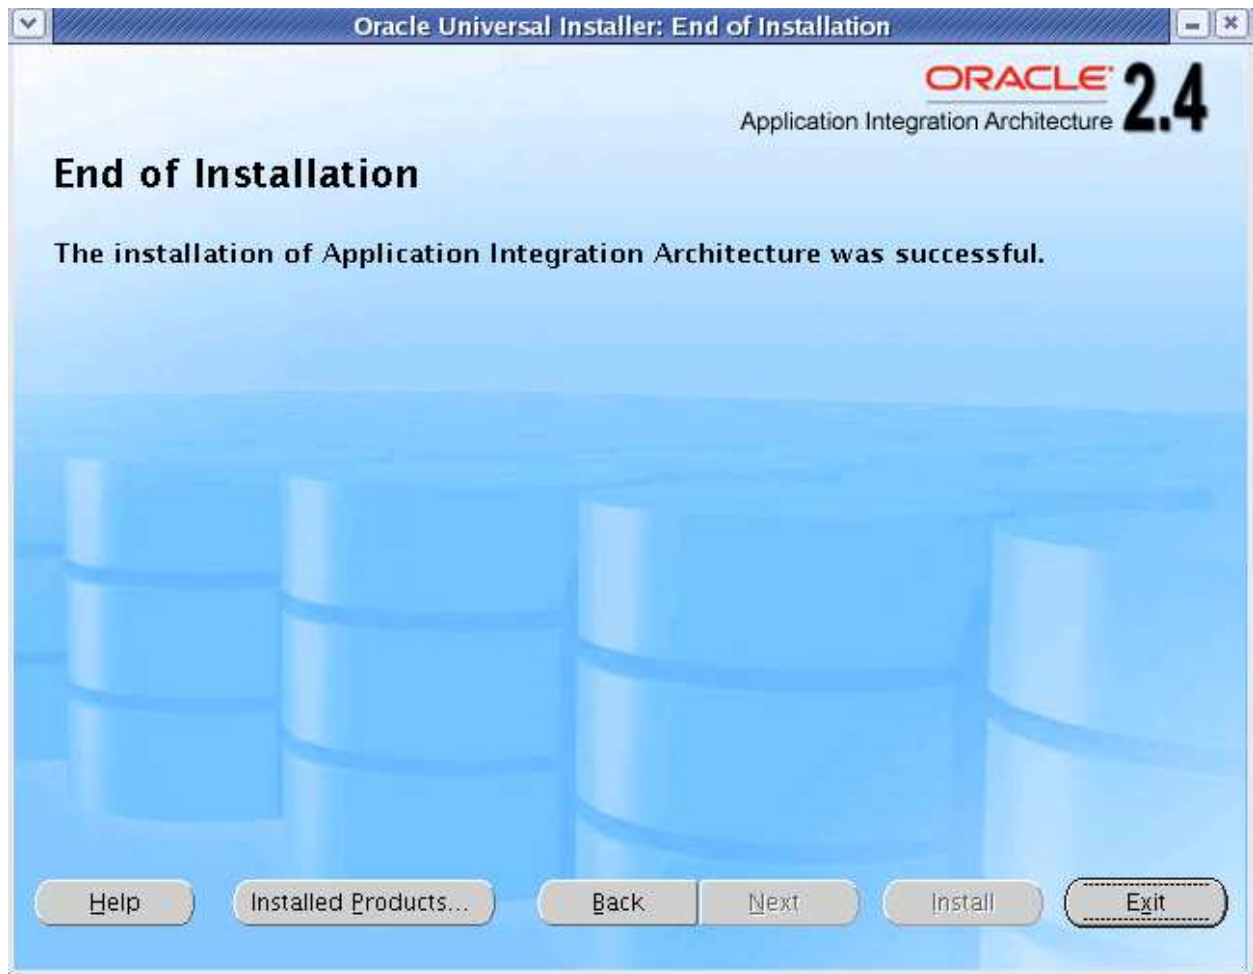 Oracle Universal Installer: End of Installation
ORACLE
Application Integration Architecture 2.4
End of Installation
The installation of Application Integration Architecture was successful.
Help Installed Products... Back Next Install Exit